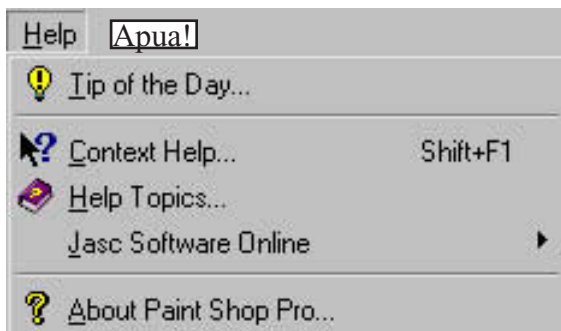 Help Apua!
Tip of the Day...
Context Help... Shift+F1
Help Topics...
Jasc Software Online
About Paint Shop Pro...